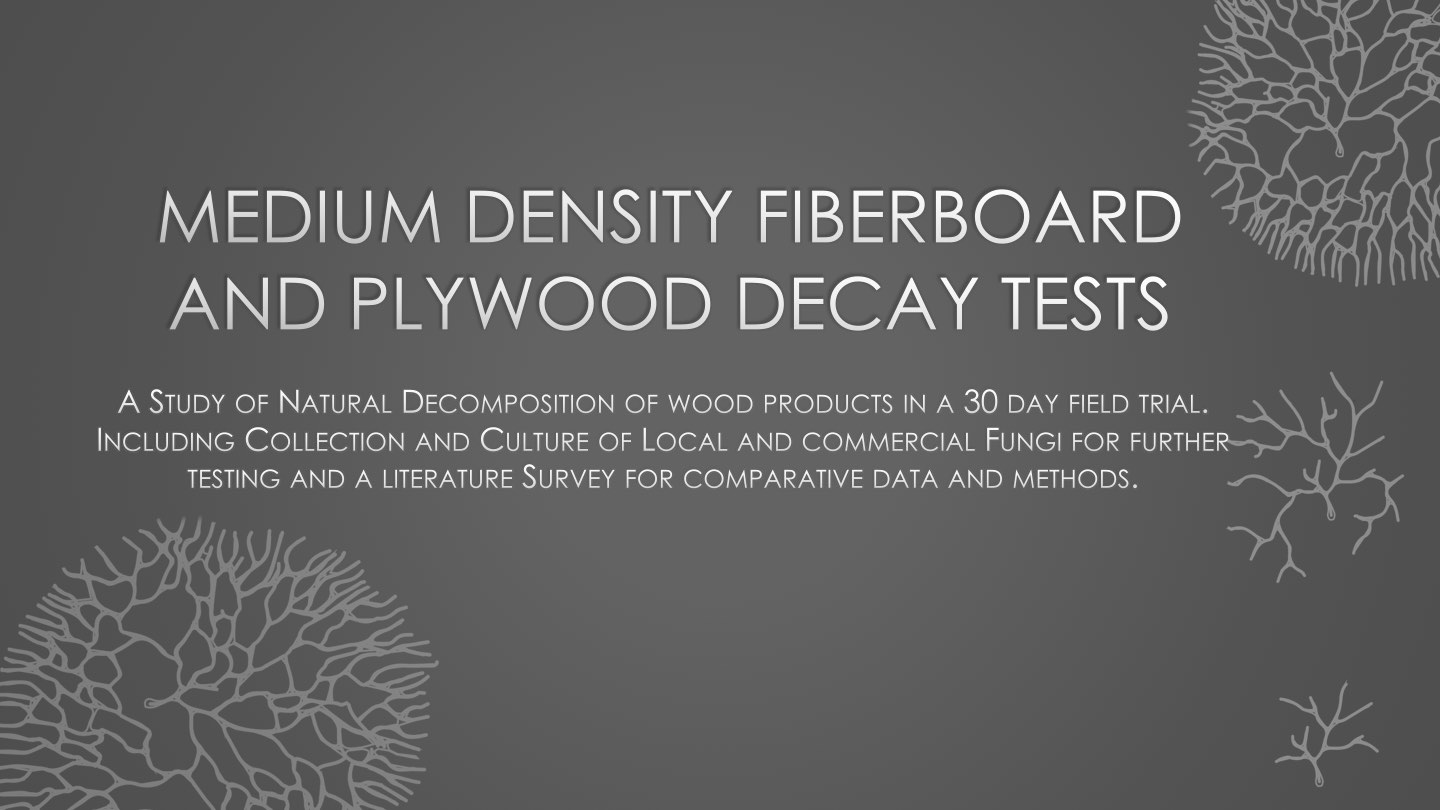 MEDIUM DENSITY FIBERBOARD
AND PLYWOOD DECAY TESTS
A Study of Natural Decomposition of wood products in a 30 day field trial.
Including Collection and Culture of Local and commercial Fungi for further
testing and a literature Survey for comparative data and methods.